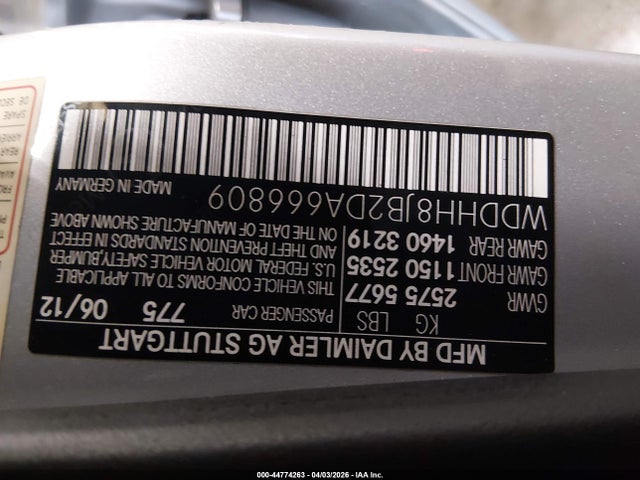 MFD BY DAIMLER AG STUTTGART
KG LBS PASSENGER CAR 775 06/12
GVWR 2575 5677
GAWR FRONT 1150 2535
GAWR REAR 1460 3219
THIS VEHICLE CONFORMS TO ALL APPLICABLE
U.S. FEDERAL MOTOR VEHICLE SAFETY,BUMPER
AND THEFT PREVENTION STANDARDS IN EFFECT
ON THE DATE OF MANUFACTURE SHOWN ABOVE
WDDHH8JB2DA666809 MADE IN GERMANY
SPARE
REAR
000-44774263 - 04/03/2026 - IAA Inc.